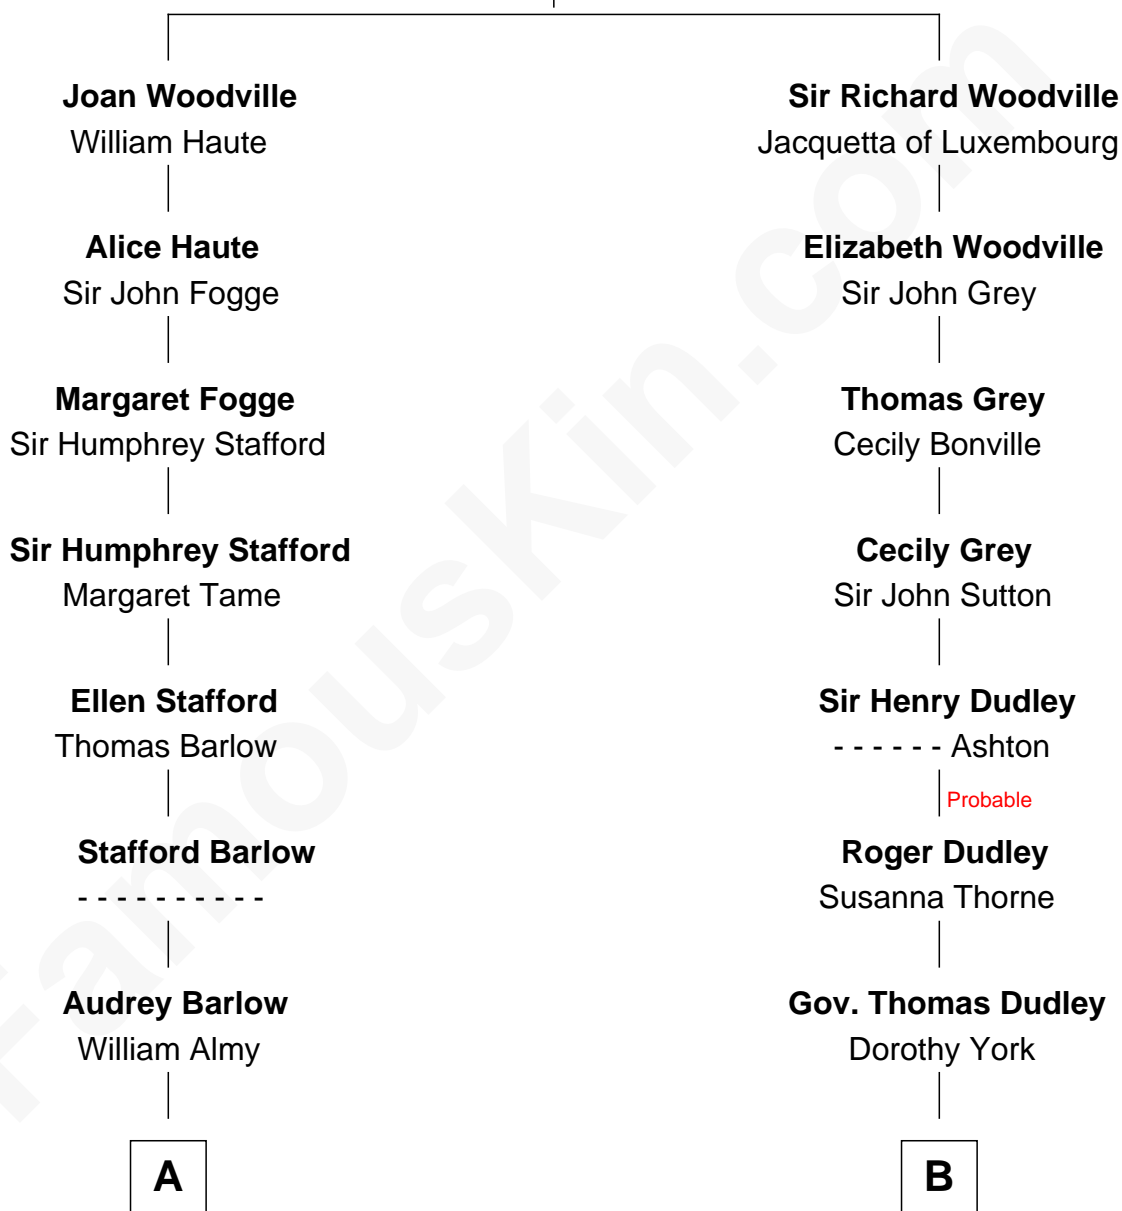 Joan Woodville
William Haute
Sir Richard Woodville
Jacquetta of Luxembourg
Alice Haute
Sir John Fogge
Elizabeth Woodville
Sir John Grey
Margaret Fogge
Sir Humphrey Stafford
Thomas Grey
Cecily Bonville
Sir Humphrey Stafford
Margaret Tame
Cecily Grey
Sir John Sutton
Ellen Stafford
Thomas Barlow
Sir Henry Dudley
- - - - - - Ashton
Probable
Stafford Barlow
- - - - - - - - - -
Roger Dudley
Susanna Thorne
Audrey Barlow
William Almy
Gov. Thomas Dudley
Dorothy York
A
B
FamousKin.com